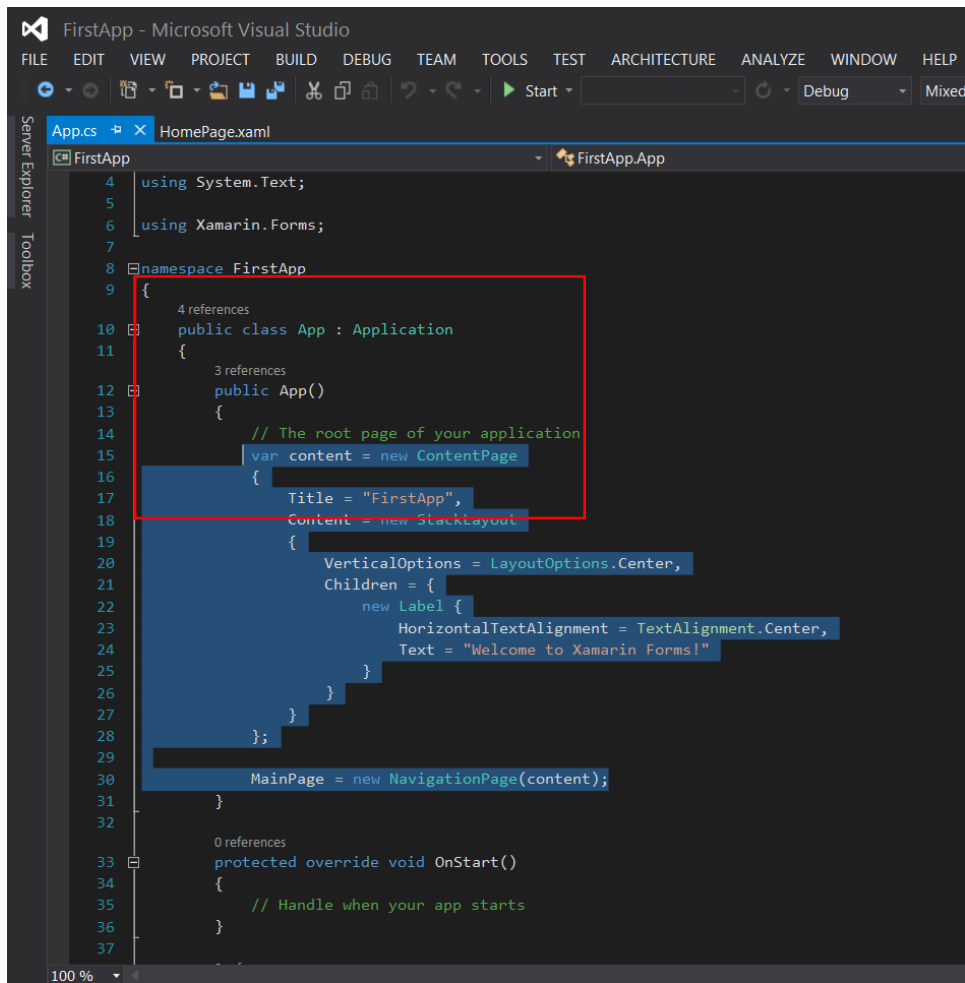 FirstApp - Microsoft Visual Studio
FILE EDIT VIEW PROJECT BUILD DEBUG TEAM TOOLS TEST ARCHITECTURE ANALYZE WINDOW HELP
Start Debug Mixed
Server Explorer
Toolbox
App.cs HomePage.xaml
C# FirstApp FirstApp.App
4 using System.Text;
5
6 using Xamarin.Forms;
7
8 namespace FirstApp
9 {
4 references
10 public class App : Application
11 {
3 references
12 public App()
13 {
14 // The root page of your application
15 var content = new ContentPage
16 {
17 Title = "FirstApp",
18 Content = new StackLayout
19 {
20 VerticalOptions = LayoutOptions.Center,
21 Children = {
22 new Label {
23 HorizontalTextAlignment = TextAlignment.Center,
24 Text = "Welcome to Xamarin Forms!"
25 }
26 }
27 }
28 };
29
30 MainPage = new NavigationPage(content);
31 }
32
0 references
33 protected override void OnStart()
34 {
35 // Handle when your app starts
36 }
37
100 %